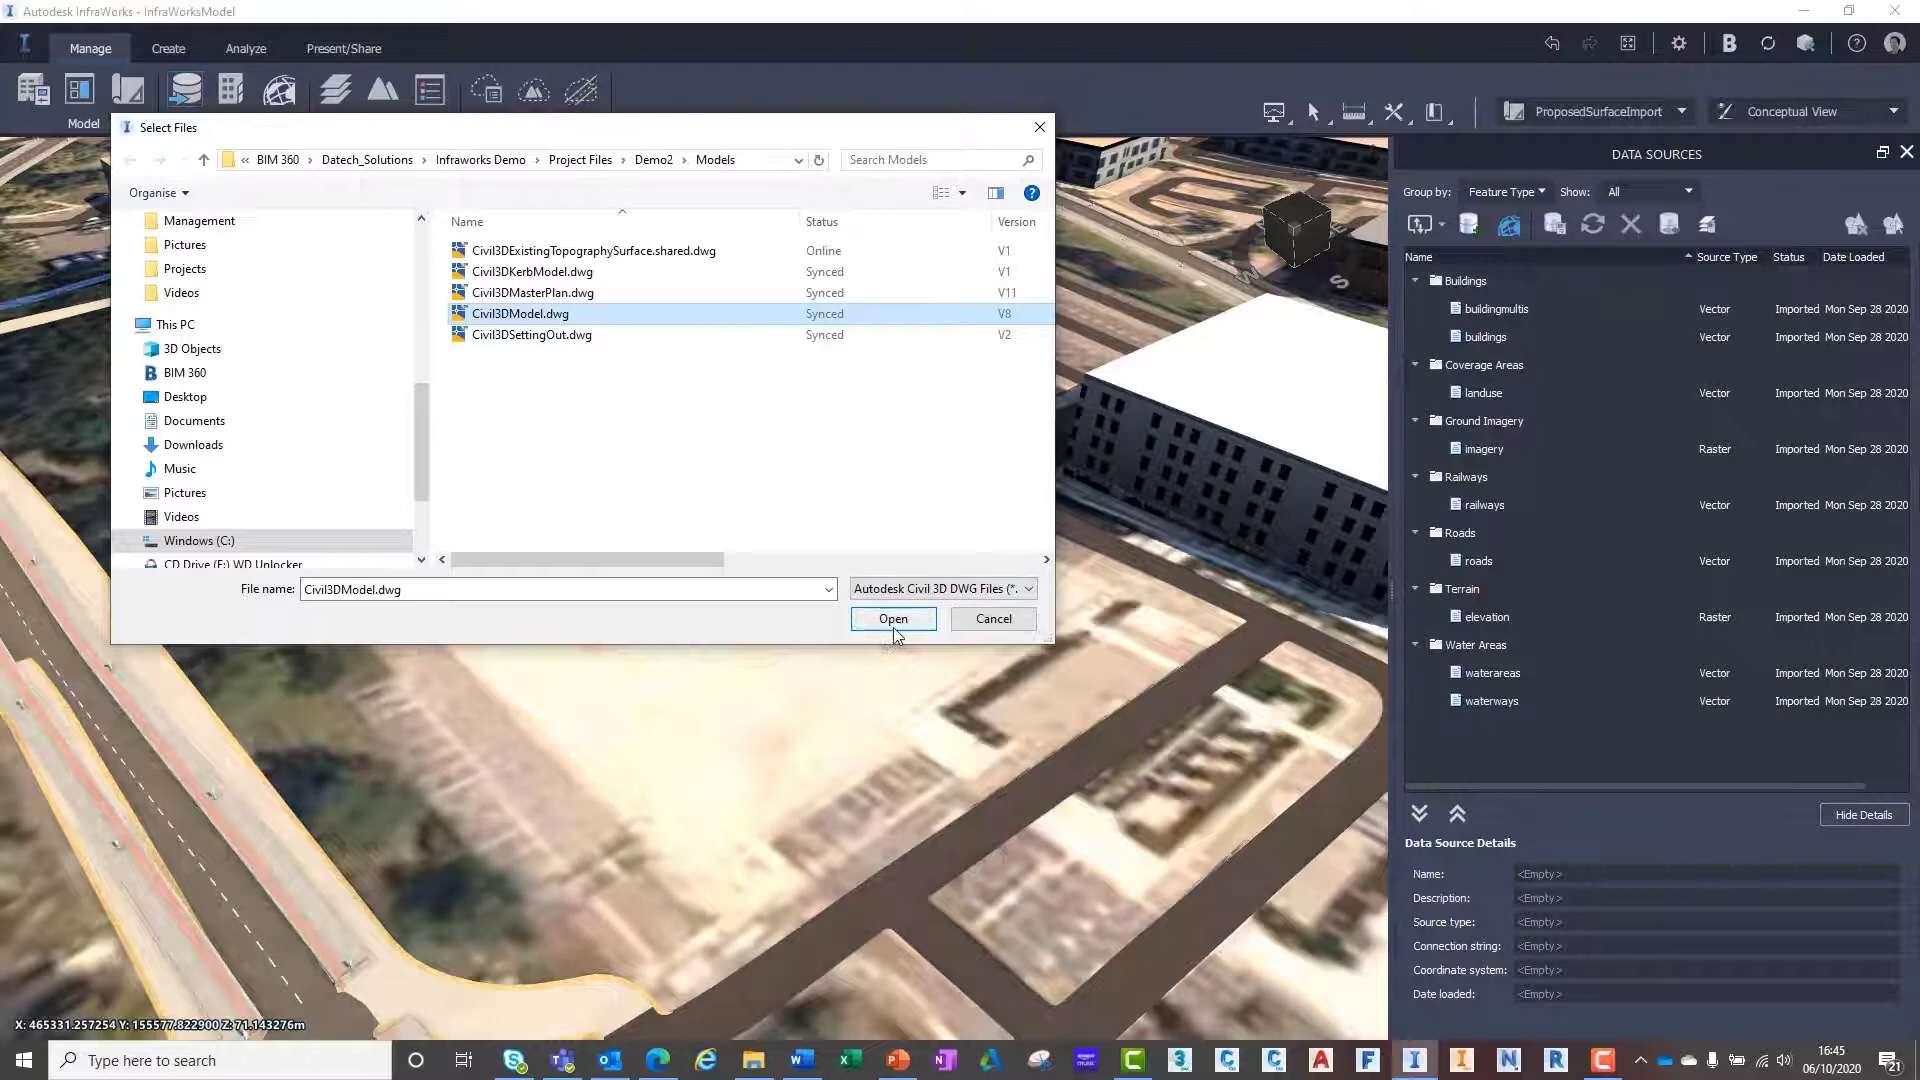 Autodesk InfraWorks - InfraWorksModel
Manage Create Analyze Present/Share
Model
ProposedSurfaceImport
Conceptual View
Select Files
« BIM 360 › Datech_Solutions › Infraworks Demo › Project Files › Demo2 › Models
Search Models
Organise
Management
Pictures
Projects
Videos
This PC
3D Objects
BIM 360
Desktop
Documents
Downloads
Music
Pictures
Videos
Windows (C:)
CD Drive (F:) WD Unlocker
Name Status Version
Civil3DExistingTopographySurface.shared.dwg Online V1
Civil3DKerbModel.dwg Synced V1
Civil3DMasterPlan.dwg Synced V11
Civil3DModel.dwg Synced V8
Civil3DSettingOut.dwg Synced V2
File name: Civil3DModel.dwg
Autodesk Civil 3D DWG Files (*.
Open Cancel
W S
DATA SOURCES
Group by: Feature Type Show: All
Name Source Type Status Date Loaded
Buildings
buildingmultis Vector Imported Mon Sep 28 2020
buildings Vector Imported Mon Sep 28 2020
Coverage Areas
landuse Vector Imported Mon Sep 28 2020
Ground Imagery
imagery Raster Imported Mon Sep 28 2020
Railways
railways Vector Imported Mon Sep 28 2020
Roads
roads Vector Imported Mon Sep 28 2020
Terrain
elevation Raster Imported Mon Sep 28 2020
Water Areas
waterareas Vector Imported Mon Sep 28 2020
waterways Vector Imported Mon Sep 28 2020
Hide Details
Data Source Details
Name: <Empty>
Description: <Empty>
Source type: <Empty>
Connection string: <Empty>
Coordinate system: <Empty>
Date loaded: <Empty>
X: 465331.257254 Y: 155577.822900 Z: 71.143276m
Type here to search
16:45
06/10/2020
21